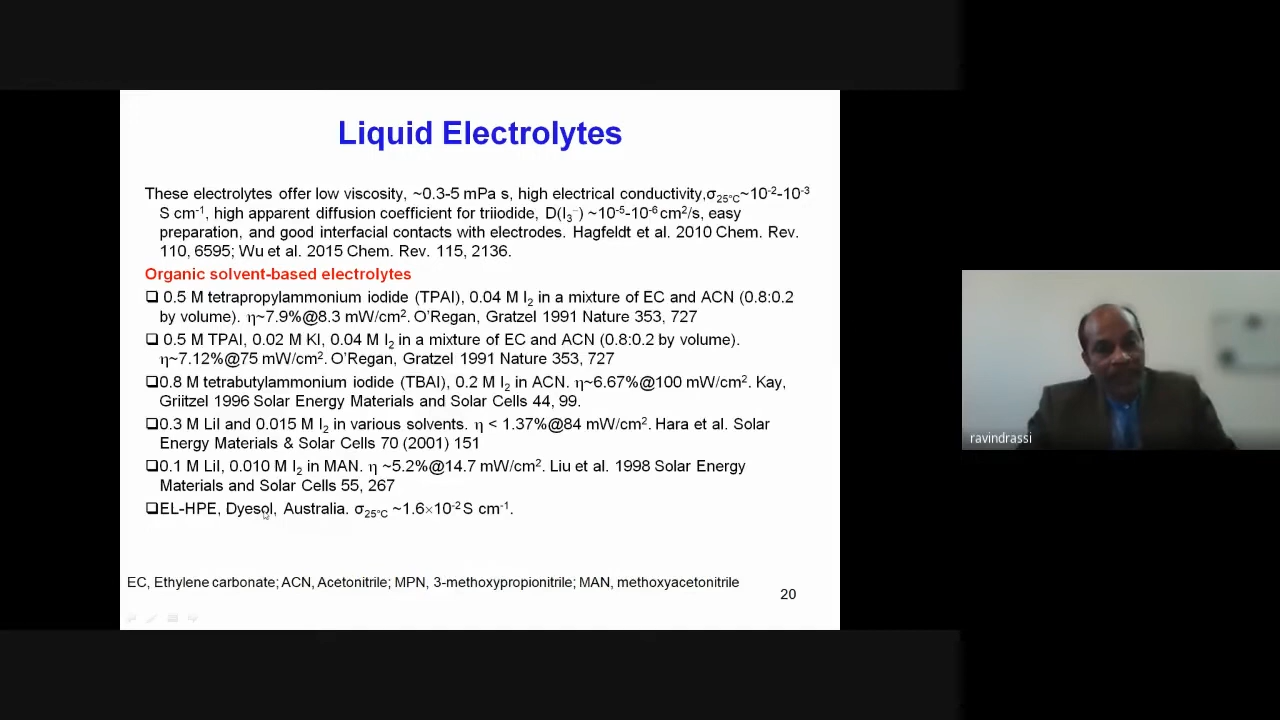 Liquid Electrolytes
These electrolytes offer low viscosity, ~0.3-5 mPa s, high electrical conductivity,σ25℃~10-2-10-3
S cm-1, high apparent diffusion coefficient for triiodide, D(I3−) ~10-5-10-6 cm2/s, easy
preparation, and good interfacial contacts with electrodes. Hagfeldt et al. 2010 Chem. Rev.
110, 6595; Wu et al. 2015 Chem. Rev. 115, 2136.
Organic solvent-based electrolytes
❑ 0.5 M tetrapropylammonium iodide (TPAI), 0.04 M I2 in a mixture of EC and ACN (0.8:0.2
by volume). η~7.9%@8.3 mW/cm2. O'Regan, Gratzel 1991 Nature 353, 727
❑ 0.5 M TPAI, 0.02 M KI, 0.04 M I2 in a mixture of EC and ACN (0.8:0.2 by volume).
η~7.12%@75 mW/cm2. O'Regan, Gratzel 1991 Nature 353, 727
❑0.8 M tetrabutylammonium iodide (TBAI), 0.2 M I2 in ACN. η~6.67%@100 mW/cm2. Kay,
Griitzel 1996 Solar Energy Materials and Solar Cells 44, 99.
❑0.3 M LiI and 0.015 M I2 in various solvents. η < 1.37%@84 mW/cm2. Hara et al. Solar
Energy Materials & Solar Cells 70 (2001) 151
❑0.1 M LiI, 0.010 M I2 in MAN. η ~5.2%@14.7 mW/cm2. Liu et al. 1998 Solar Energy
Materials and Solar Cells 55, 267
❑EL-HPE, Dyesol, Australia. σ25℃ ~1.6×10-2 S cm-1.
EC, Ethylene carbonate; ACN, Acetonitrile; MPN, 3-methoxypropionitrile; MAN, methoxyacetonitrile
20
ravindrassi